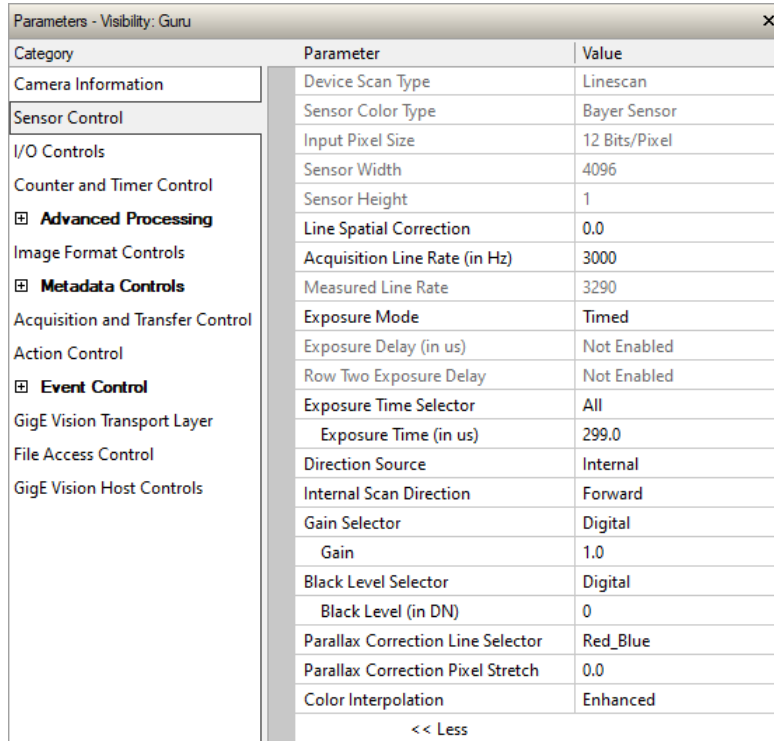 Parameters - Visibility: Guru
Category
Camera Information
Sensor Control
I/O Controls
Counter and Timer Control
Advanced Processing
Image Format Controls
Metadata Controls
Acquisition and Transfer Control
Action Control
Event Control
GigE Vision Transport Layer
File Access Control
GigE Vision Host Controls
Parameter Value
Device Scan Type Linescan
Sensor Color Type Bayer Sensor
Input Pixel Size 12 Bits/Pixel
Sensor Width 4096
Sensor Height 1
Line Spatial Correction 0.0
Acquisition Line Rate (in Hz) 3000
Measured Line Rate 3290
Exposure Mode Timed
Exposure Delay (in us) Not Enabled
Row Two Exposure Delay Not Enabled
Exposure Time Selector All
Exposure Time (in us) 299.0
Direction Source Internal
Internal Scan Direction Forward
Gain Selector Digital
Gain 1.0
Black Level Selector Digital
Black Level (in DN) 0
Parallax Correction Line Selector Red_Blue
Parallax Correction Pixel Stretch 0.0
Color Interpolation Enhanced
<< Less